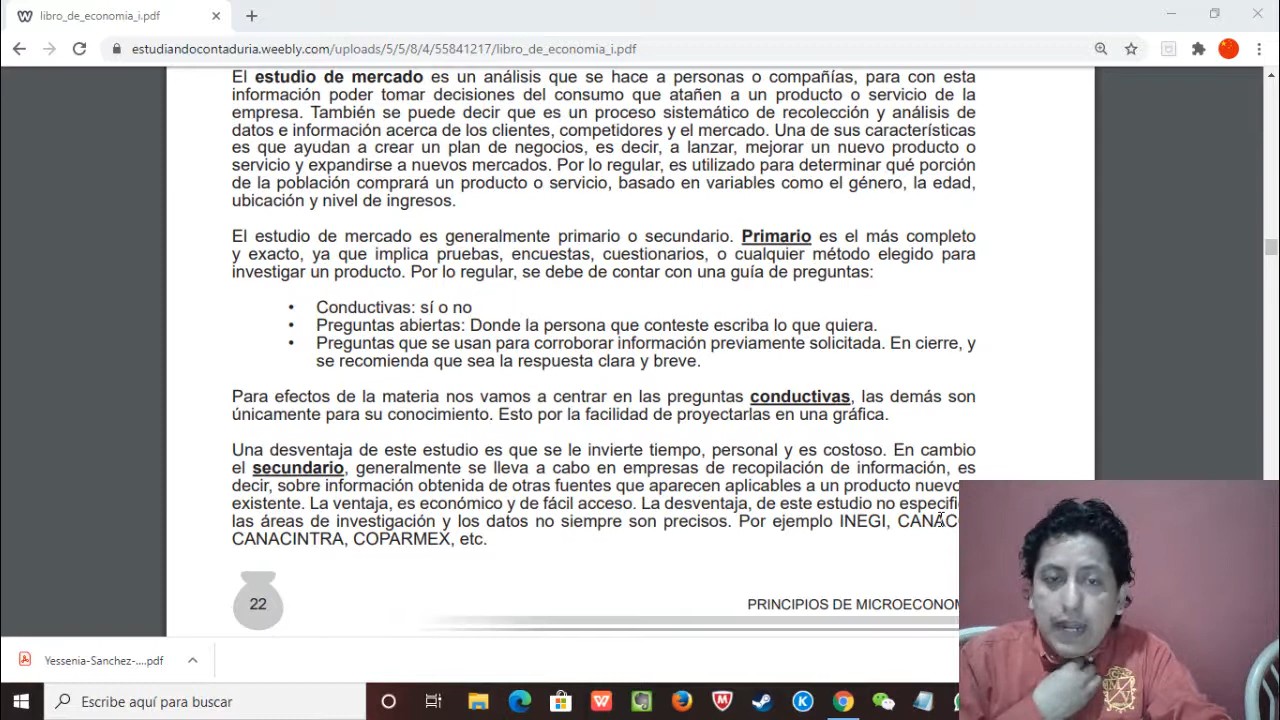 libro_de_economia_i.pdf
estudiandocontaduria.weebly.com/uploads/5/5/8/4/55841217/libro_de_economia_i.pdf
El estudio de mercado es un análisis que se hace a personas o compañías, para con esta
información poder tomar decisiones del consumo que atañen a un producto o servicio de la
empresa. También se puede decir que es un proceso sistemático de recolección y análisis de
datos e información acerca de los clientes, competidores y el mercado. Una de sus características
es que ayudan a crear un plan de negocios, es decir, a lanzar, mejorar un nuevo producto o
servicio y expandirse a nuevos mercados. Por lo regular, es utilizado para determinar qué porción
de la población comprará un producto o servicio, basado en variables como el género, la edad,
ubicación y nivel de ingresos.
El estudio de mercado es generalmente primario o secundario. Primario es el más completo
y exacto, ya que implica pruebas, encuestas, cuestionarios, o cualquier método elegido para
investigar un producto. Por lo regular, se debe de contar con una guía de preguntas:
• Conductivas: sí o no
• Preguntas abiertas: Donde la persona que conteste escriba lo que quiera.
• Preguntas que se usan para corroborar información previamente solicitada. En cierre, y
se recomienda que sea la respuesta clara y breve.
Para efectos de la materia nos vamos a centrar en las preguntas conductivas, las demás son
únicamente para su conocimiento. Esto por la facilidad de proyectarlas en una gráfica.
Una desventaja de este estudio es que se le invierte tiempo, personal y es costoso. En cambio
el secundario, generalmente se lleva a cabo en empresas de recopilación de información, es
decir, sobre información obtenida de otras fuentes que aparecen aplicables a un producto nuevo
existente. La ventaja, es económico y de fácil acceso. La desventaja, de este estudio no
las áreas de investigación y los datos no siempre son precisos. Por ejemplo INEGI,
CANACINTRA, COPARMEX, etc.
22
PRINCIPIOS DE
Yessenia-Sanchez-....pdf
Escribe aquí para buscar